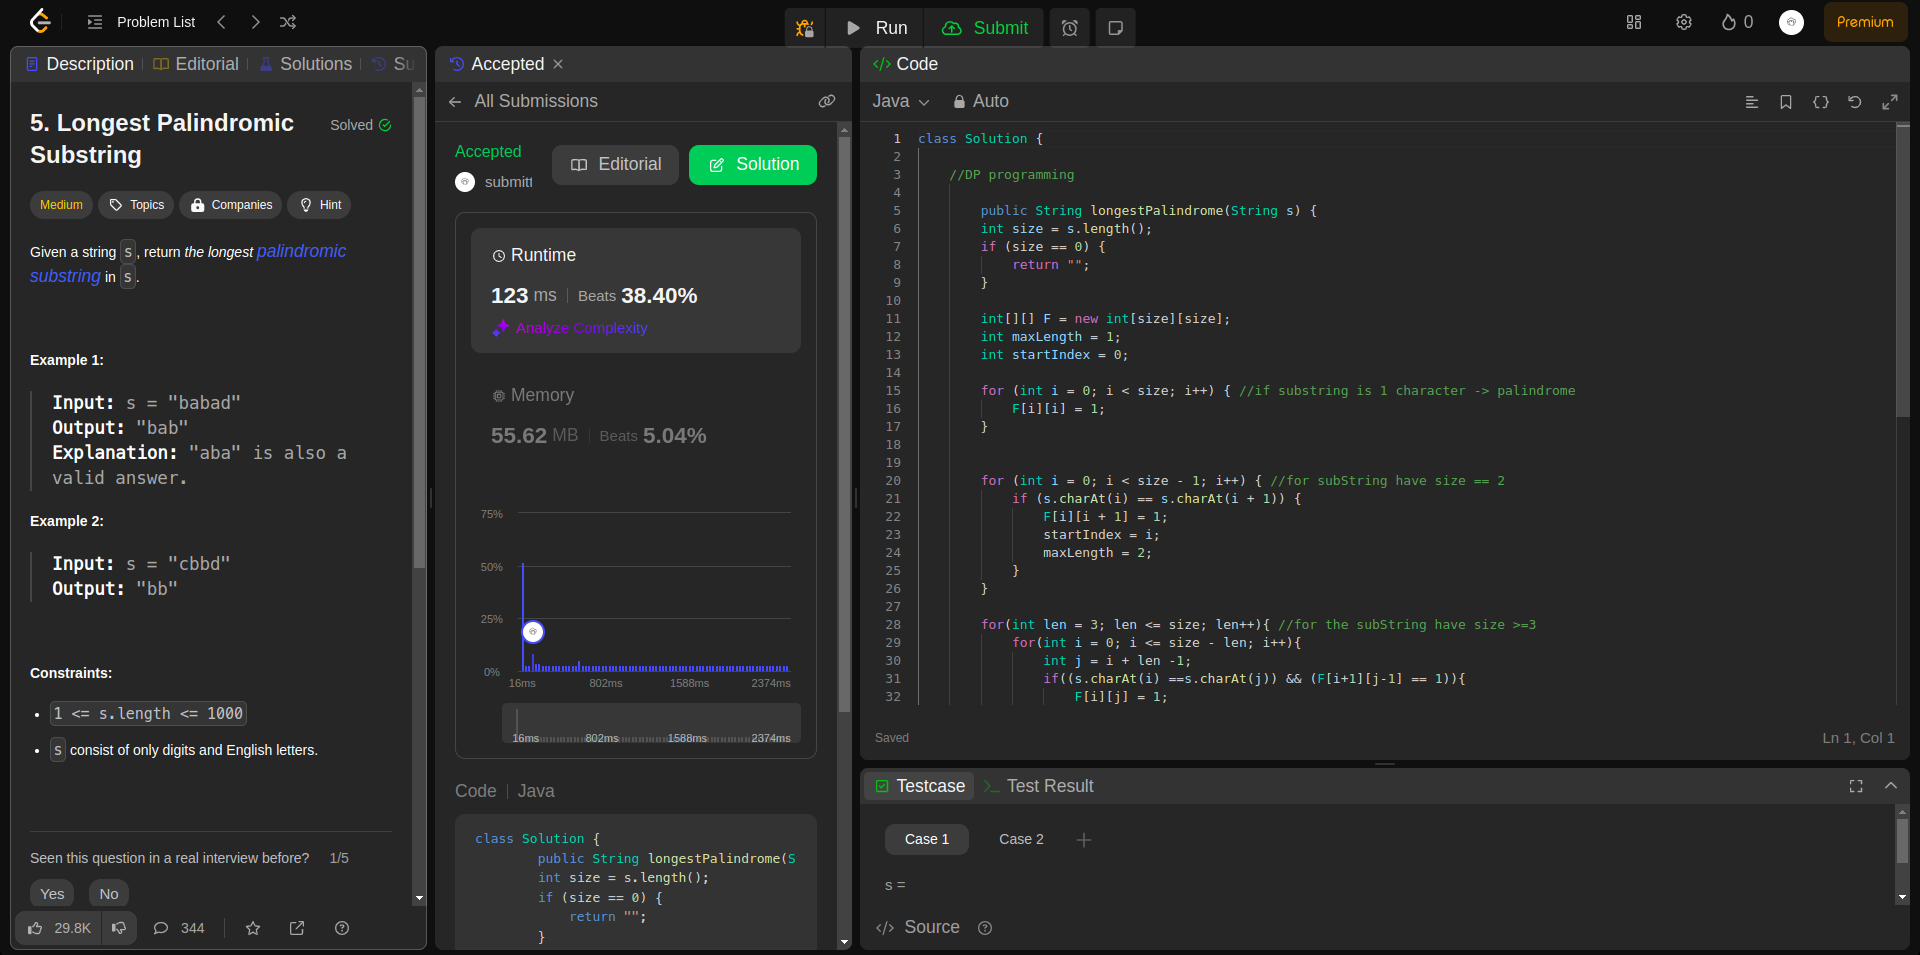 Problem List
Run
Submit
0
Premium
Description
Editorial
Solutions
Su
5. Longest Palindromic
Substring
Solved
Medium
Topics
Companies
Hint
Given a string s, return the longest palindromic
substring in s.
Example 1:
Input: s = "babad"
Output: "bab"
Explanation: "aba" is also a
valid answer.
Example 2:
Input: s = "cbbd"
Output: "bb"
Constraints:
1 <= s.length <= 1000
s consist of only digits and English letters.
Seen this question in a real interview before? 1/5
Yes
No
29.8K
344
Accepted
All Submissions
Accepted
submitt
Editorial
Solution
Runtime
123 ms
Beats 38.40%
Analyze Complexity
Memory
55.62 MB
Beats 5.04%
75%
50%
25%
0%
16ms 802ms 1588ms 2374ms
16ms 802ms 1588ms 2374ms
Code
Java
class Solution {
public String longestPalindrome(S
int size = s.length();
if (size == 0) {
return "";
}
</> Code
Java
Auto
1 class Solution {
2
3 //DP programming
4
5 public String longestPalindrome(String s) {
6 int size = s.length();
7 if (size == 0) {
8 return "";
9 }
10
11 int[][] F = new int[size][size];
12 int maxLength = 1;
13 int startIndex = 0;
14
15 for (int i = 0; i < size; i++) { //if substring is 1 character -> palindrome
16 F[i][i] = 1;
17 }
18
19
20 for (int i = 0; i < size - 1; i++) { //for subString have size == 2
21 if (s.charAt(i) == s.charAt(i + 1)) {
22 F[i][i + 1] = 1;
23 startIndex = i;
24 maxLength = 2;
25 }
26 }
27
28 for(int len = 3; len <= size; len++){ //for the subString have size >=3
29 for(int i = 0; i <= size - len; i++){
30 int j = i + len -1;
31 if((s.charAt(i) ==s.charAt(j)) && (F[i+1][j-1] == 1)){
32 F[i][j] = 1;
Saved
Ln 1, Col 1
Testcase
Test Result
Case 1
Case 2
s =
</> Source